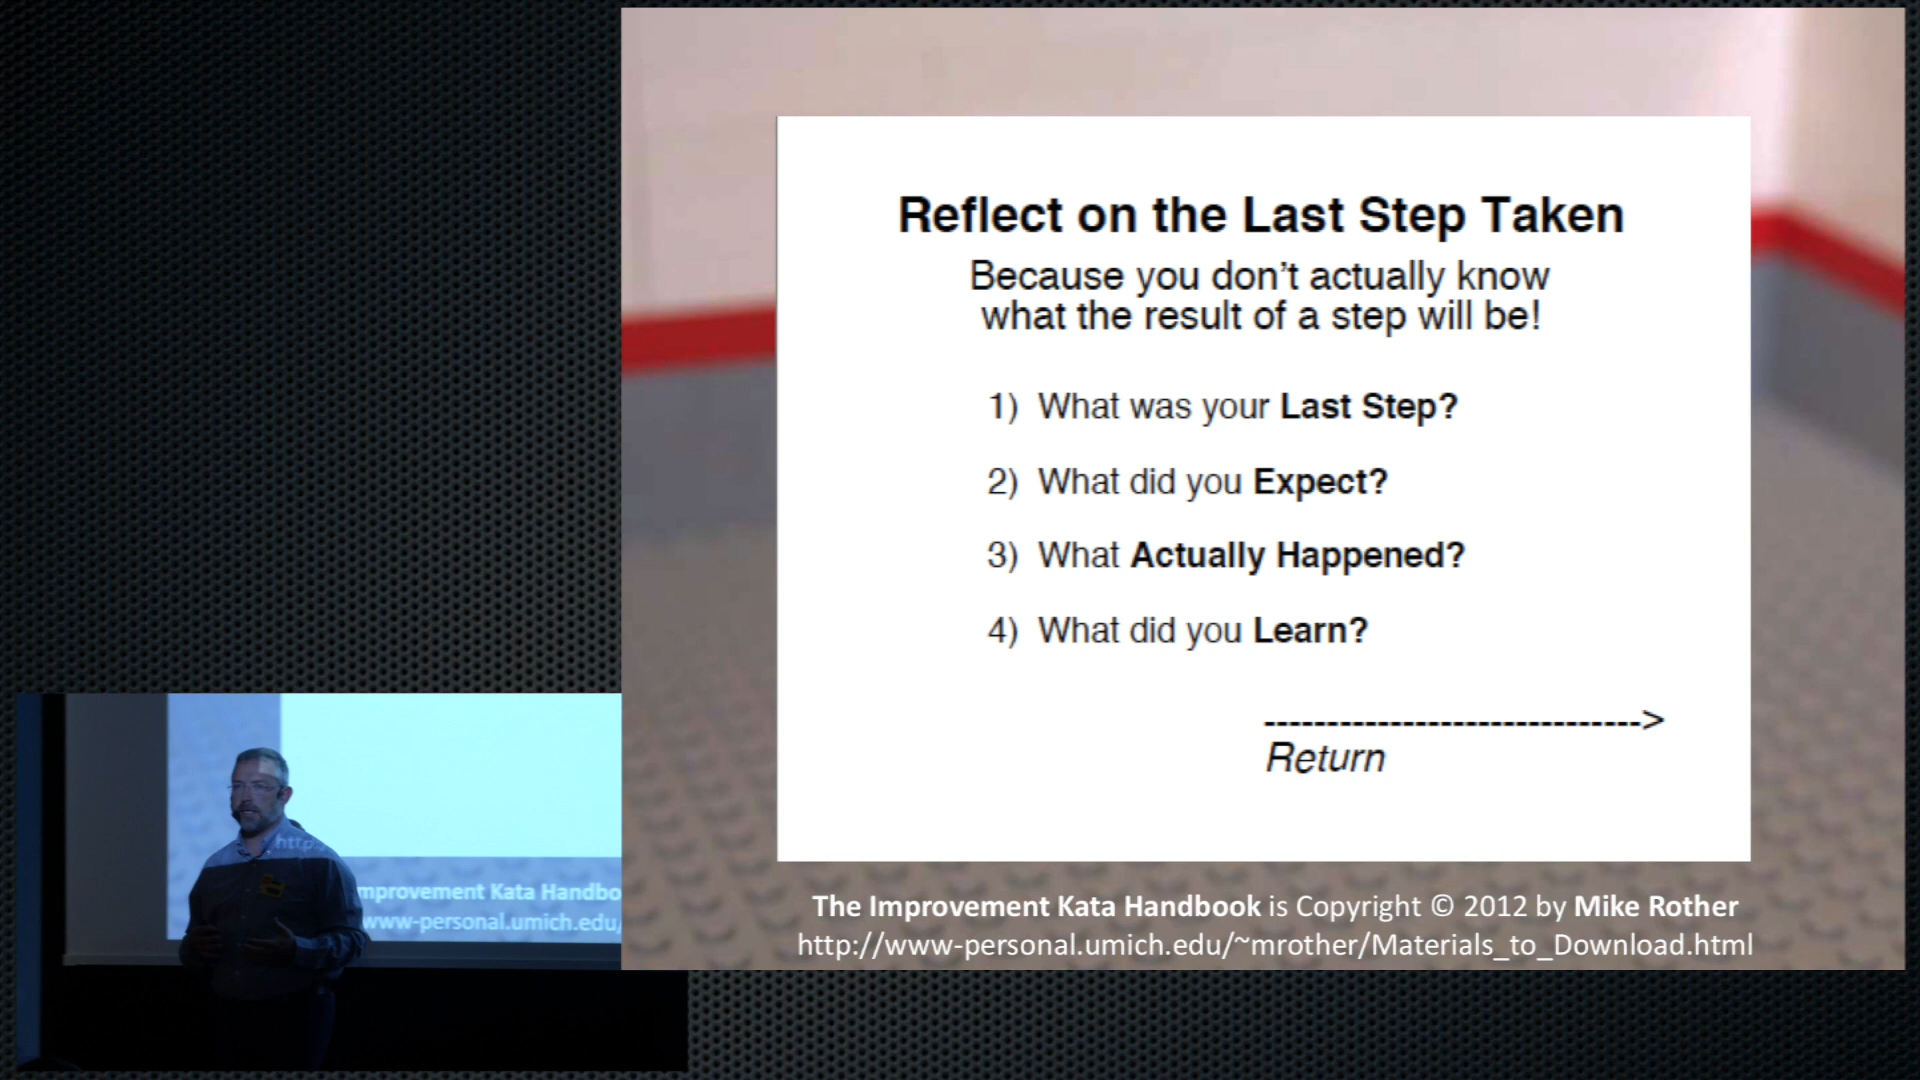 Reflect on the Last Step Taken
Because you don't actually know
what the result of a step will be!
1) What was your Last Step?
2) What did you Expect?
3) What Actually Happened?
4) What did you Learn?
------------------------------>
Return
The Improvement Kata Handbook is Copyright © 2012 by Mike Rother
http://www-personal.umich.edu/~mrother/Materials_to_Download.html
http:
mprovement Kata Handbo
www-personal.umich.edu/